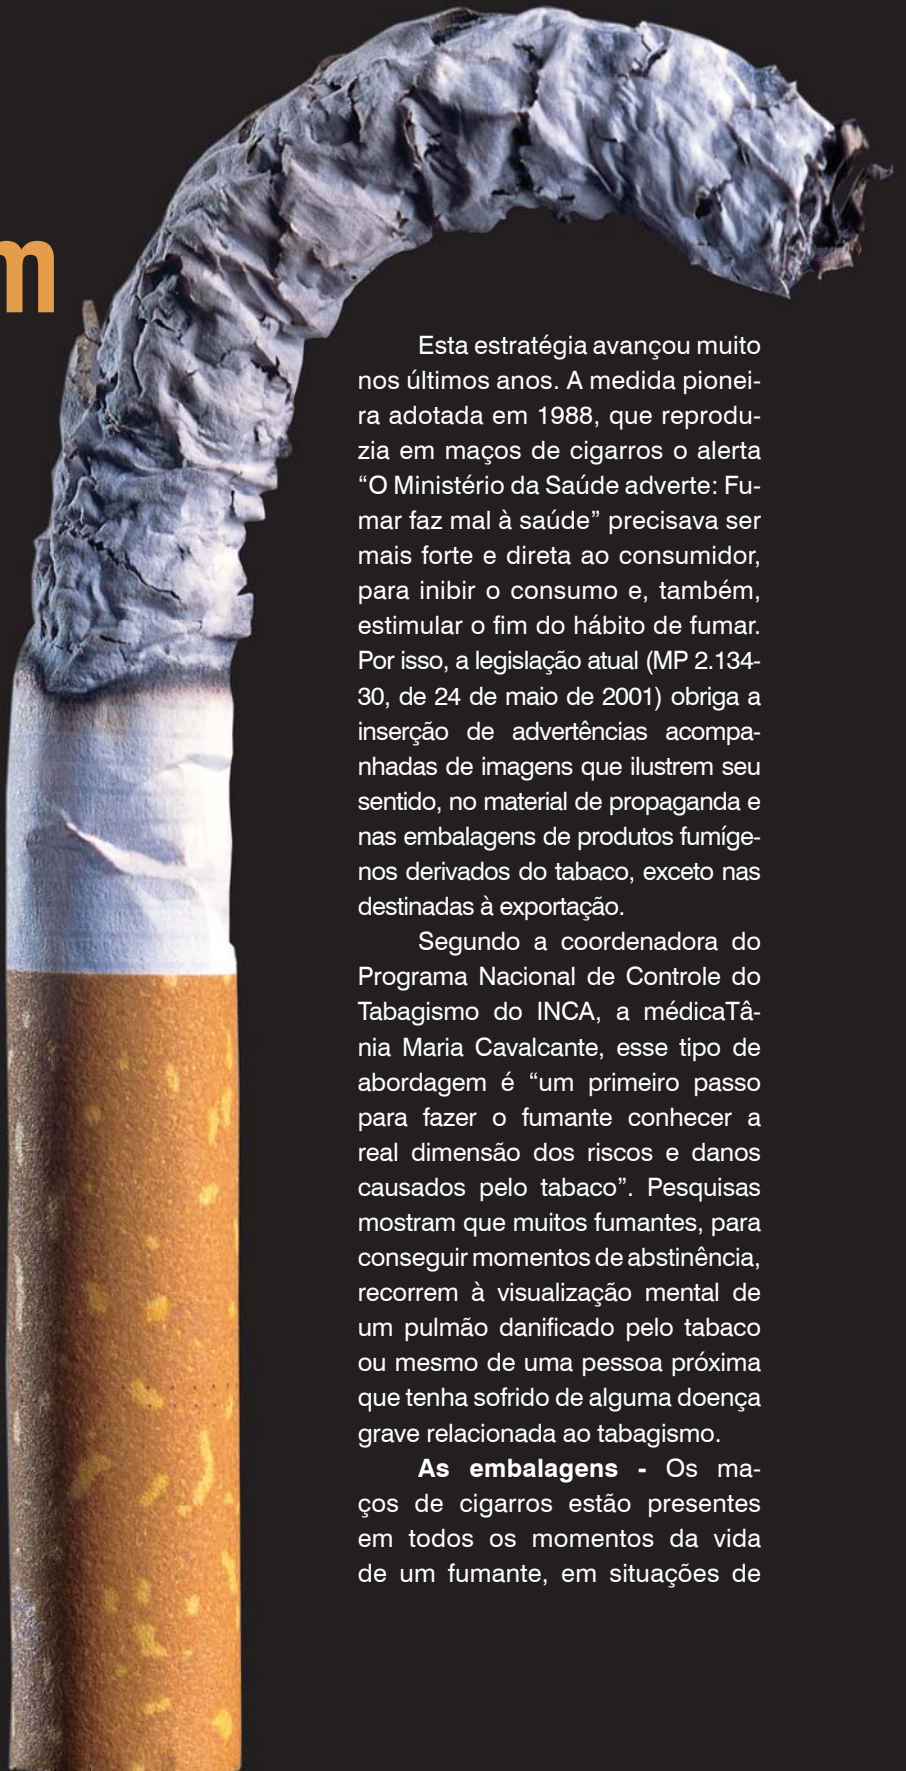 m
Esta estratégia avançou muito
nos últimos anos. A medida pionei-
ra adotada em 1988, que reprodu-
zia em maços de cigarros o alerta
“O Ministério da Saúde adverte: Fu-
mar faz mal à saúde” precisava ser
mais forte e direta ao consumidor,
para inibir o consumo e, também,
estimular o fim do hábito de fumar.
Por isso, a legislação atual (MP 2.134-
30, de 24 de maio de 2001) obriga a
inserção de advertências acompa-
nhadas de imagens que ilustrem seu
sentido, no material de propaganda e
nas embalagens de produtos fumíge-
nos derivados do tabaco, exceto nas
destinadas à exportação.
Segundo a coordenadora do
Programa Nacional de Controle do
Tabagismo do INCA, a médicaTâ-
nia Maria Cavalcante, esse tipo de
abordagem é “um primeiro passo
para fazer o fumante conhecer a
real dimensão dos riscos e danos
causados pelo tabaco”. Pesquisas
mostram que muitos fumantes, para
conseguir momentos de abstinência,
recorrem à visualização mental de
um pulmão danificado pelo tabaco
ou mesmo de uma pessoa próxima
que tenha sofrido de alguma doença
grave relacionada ao tabagismo.
As embalagens - Os ma-
ços de cigarros estão presentes
em todos os momentos da vida
de um fumante, em situações de